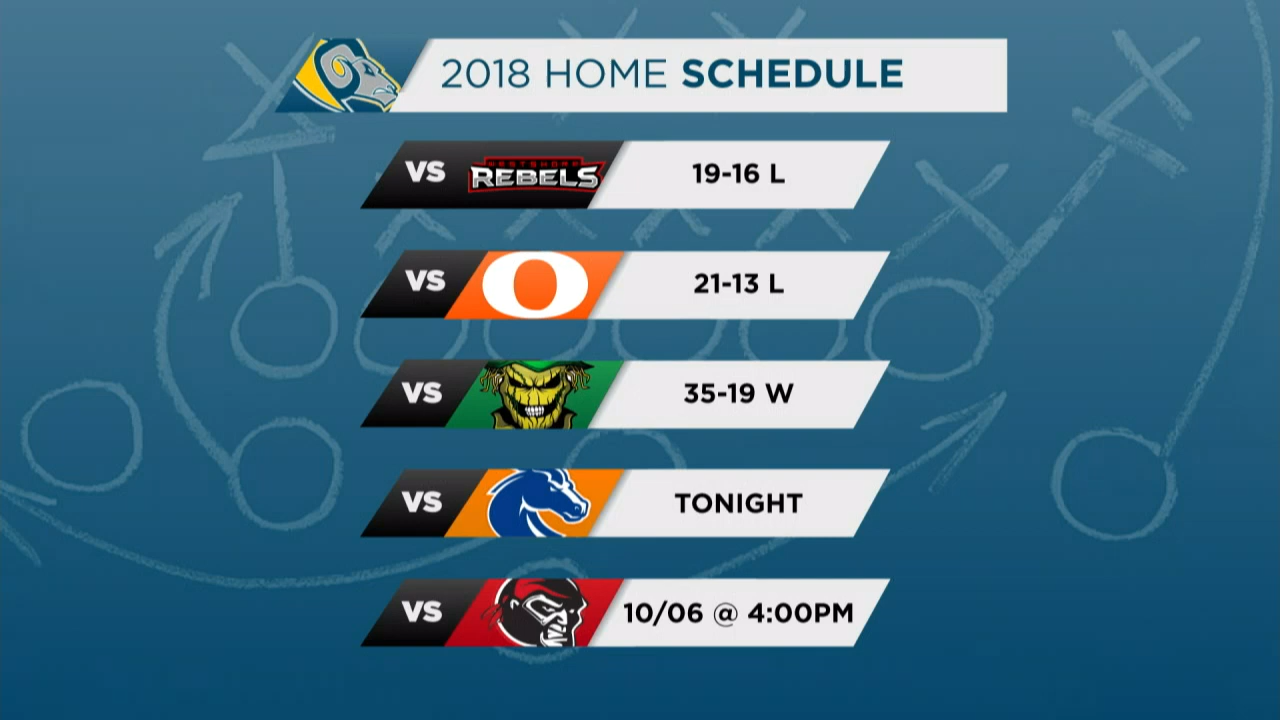 2018 HOME SCHEDULE
VS WESTSHORE REBELS 19-16 L
VS O 21-13 L
VS 35-19 W
VS TONIGHT
VS 10/06 @ 4:00PM